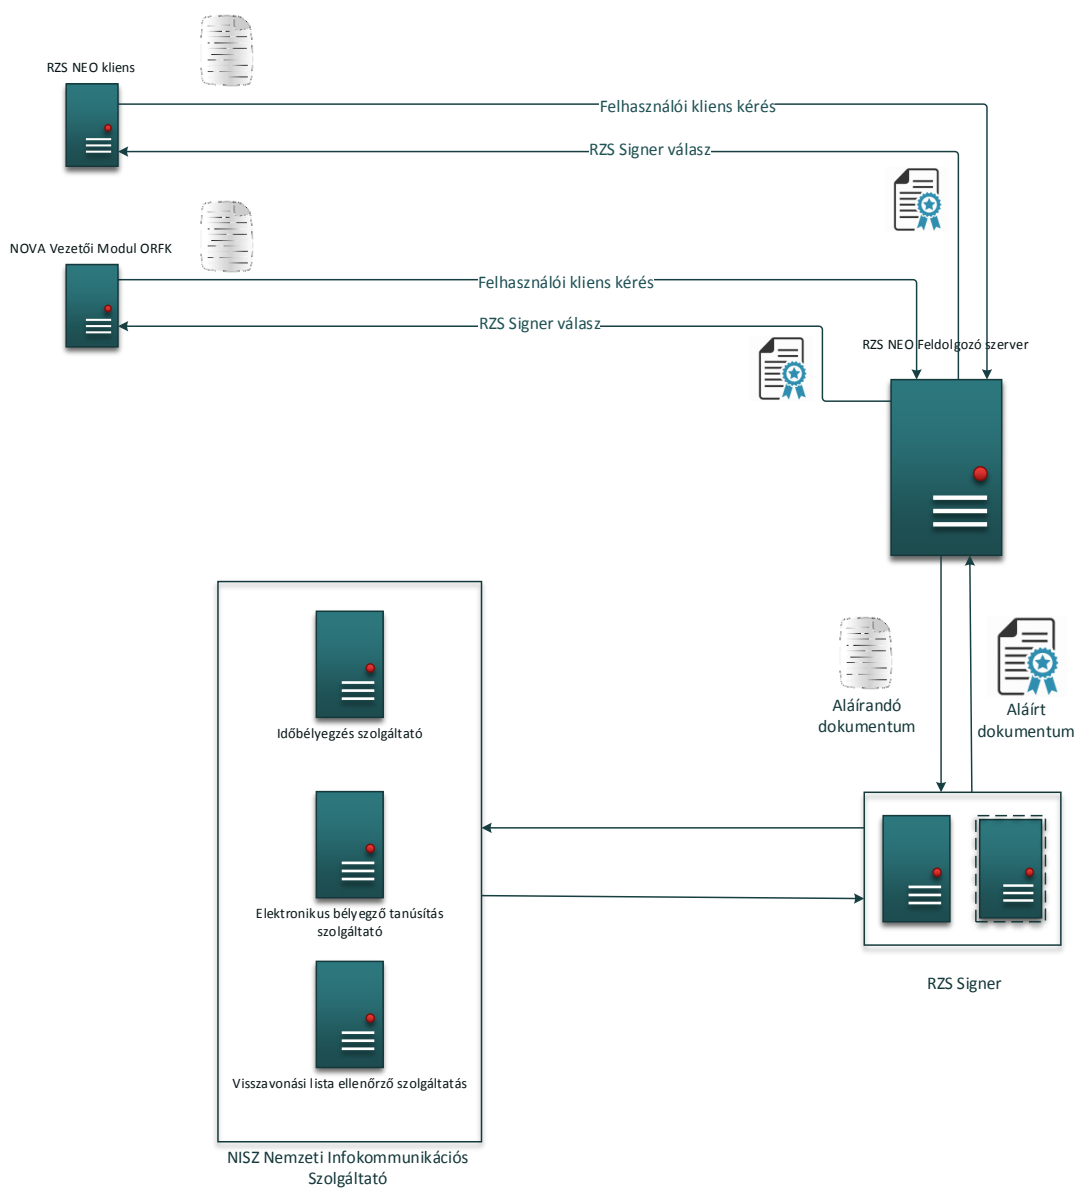 RZS NEO kliens
Felhasználói kliens kérés
RZS Signer válasz
NOVA Vezetői Modul ORFK
Felhasználói kliens kérés
RZS Signer válasz
RZS NEO Feldolgozó szerver
Aláírandó
dokumentum
Aláírt
dokumentum
Időbélyegzés szolgáltató
Elektronikus bélyegző tanúsítás
szolgáltató
RZS Signer
Visszavonási lista ellenőrző szolgáltatás
NISZ Nemzeti Infokommunikációs
Szolgáltató